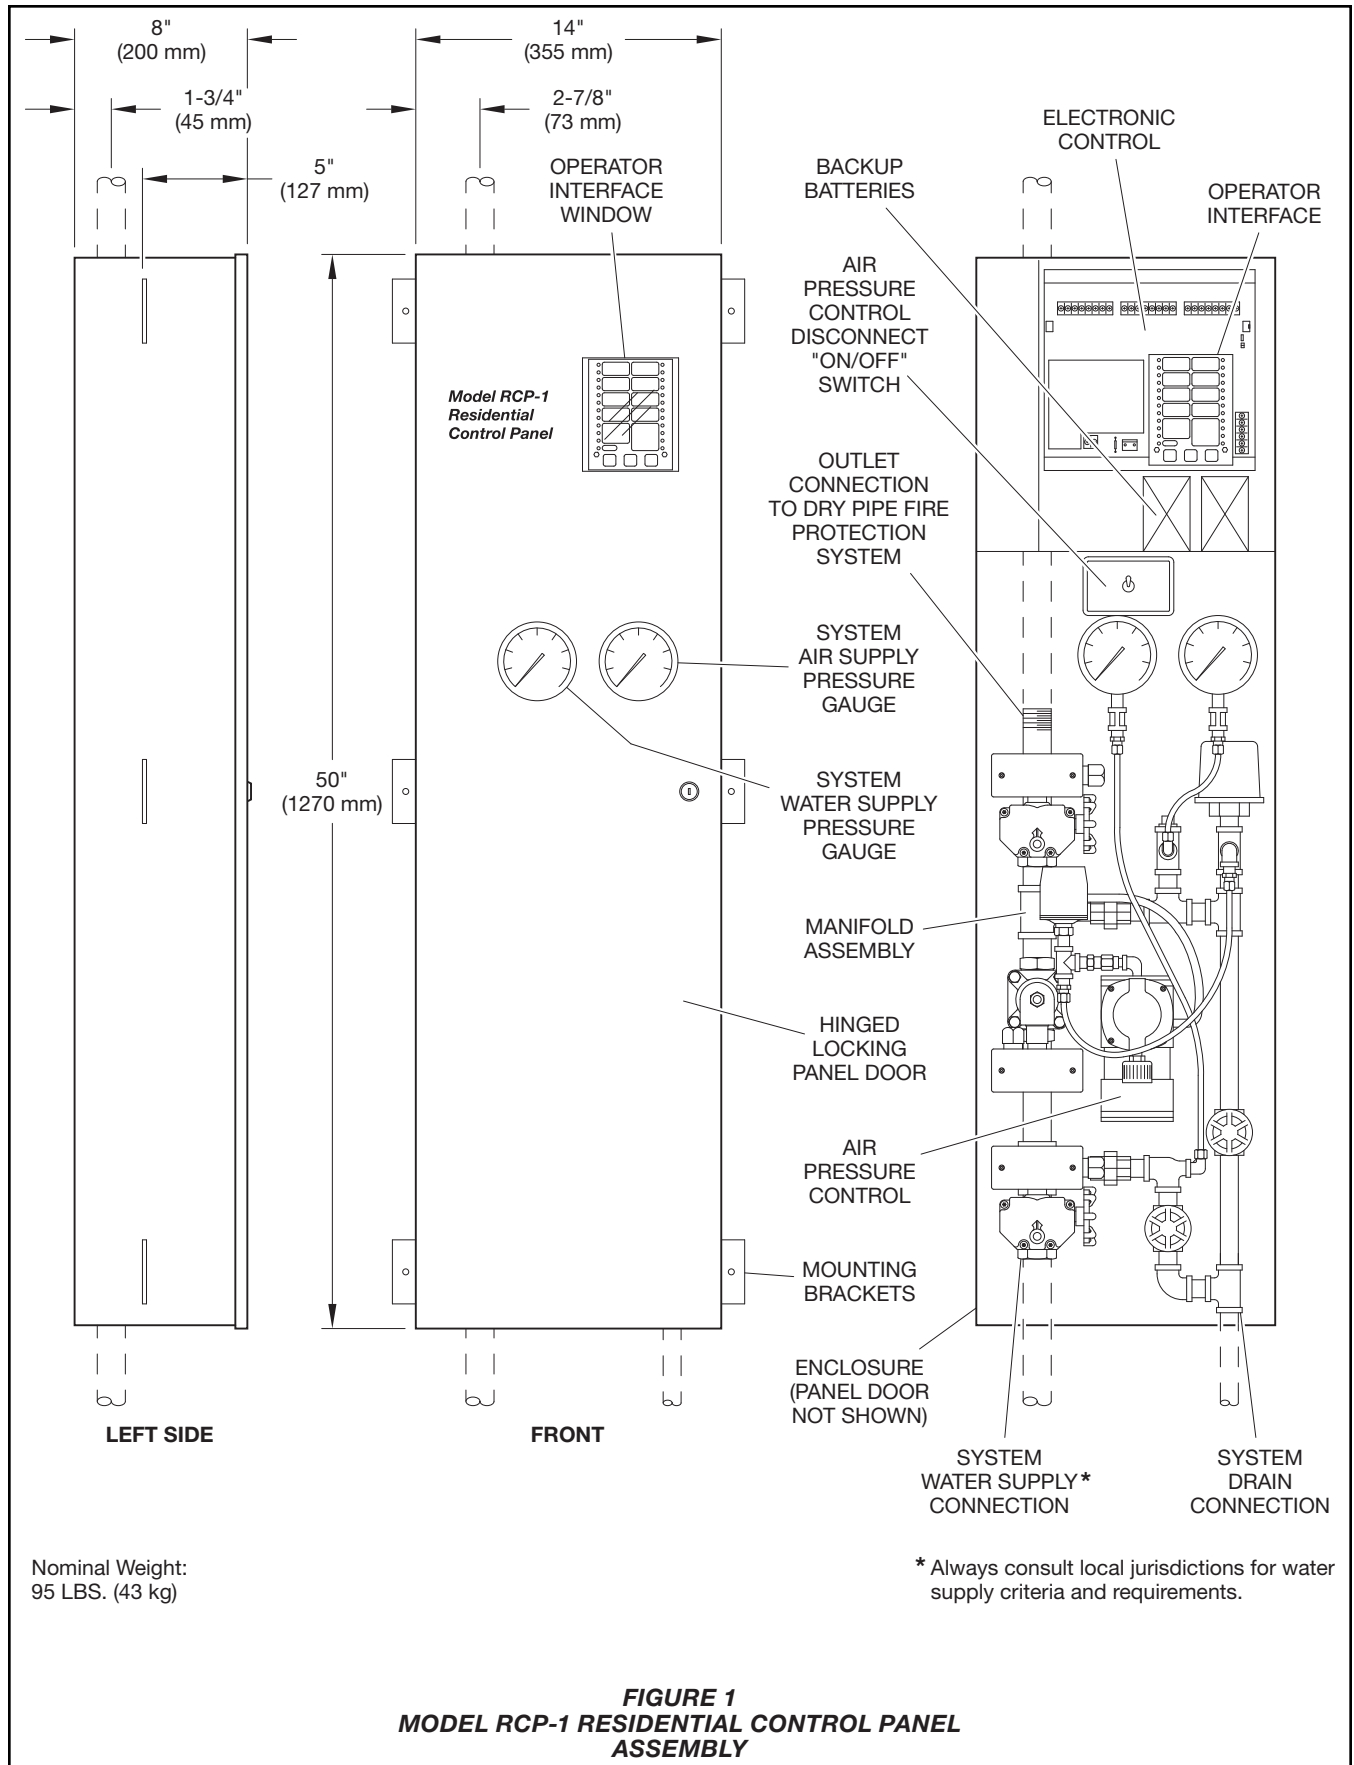 8"
(200 mm)
14"
(355 mm)
1-3/4"
(45 mm)
2-7/8"
(73 mm)
5"
(127 mm)
OPERATOR
INTERFACE
WINDOW
ELECTRONIC
CONTROL
BACKUP
BATTERIES
OPERATOR
INTERFACE
AIR
PRESSURE
CONTROL
DISCONNECT
"ON/OFF"
SWITCH
Model RCP-1
Residential
Control Panel
OUTLET
CONNECTION
TO DRY PIPE FIRE
PROTECTION
SYSTEM
SYSTEM
AIR SUPPLY
PRESSURE
GAUGE
50"
(1270 mm)
SYSTEM
WATER SUPPLY
PRESSURE
GAUGE
MANIFOLD
ASSEMBLY
HINGED
LOCKING
PANEL DOOR
AIR
PRESSURE
CONTROL
MOUNTING
BRACKETS
ENCLOSURE
(PANEL DOOR
NOT SHOWN)
LEFT SIDE
FRONT
SYSTEM
WATER SUPPLY*
CONNECTION
SYSTEM
DRAIN
CONNECTION
Nominal Weight:
95 LBS. (43 kg)
* Always consult local jurisdictions for water
supply criteria and requirements.
FIGURE 1
MODEL RCP-1 RESIDENTIAL CONTROL PANEL
ASSEMBLY